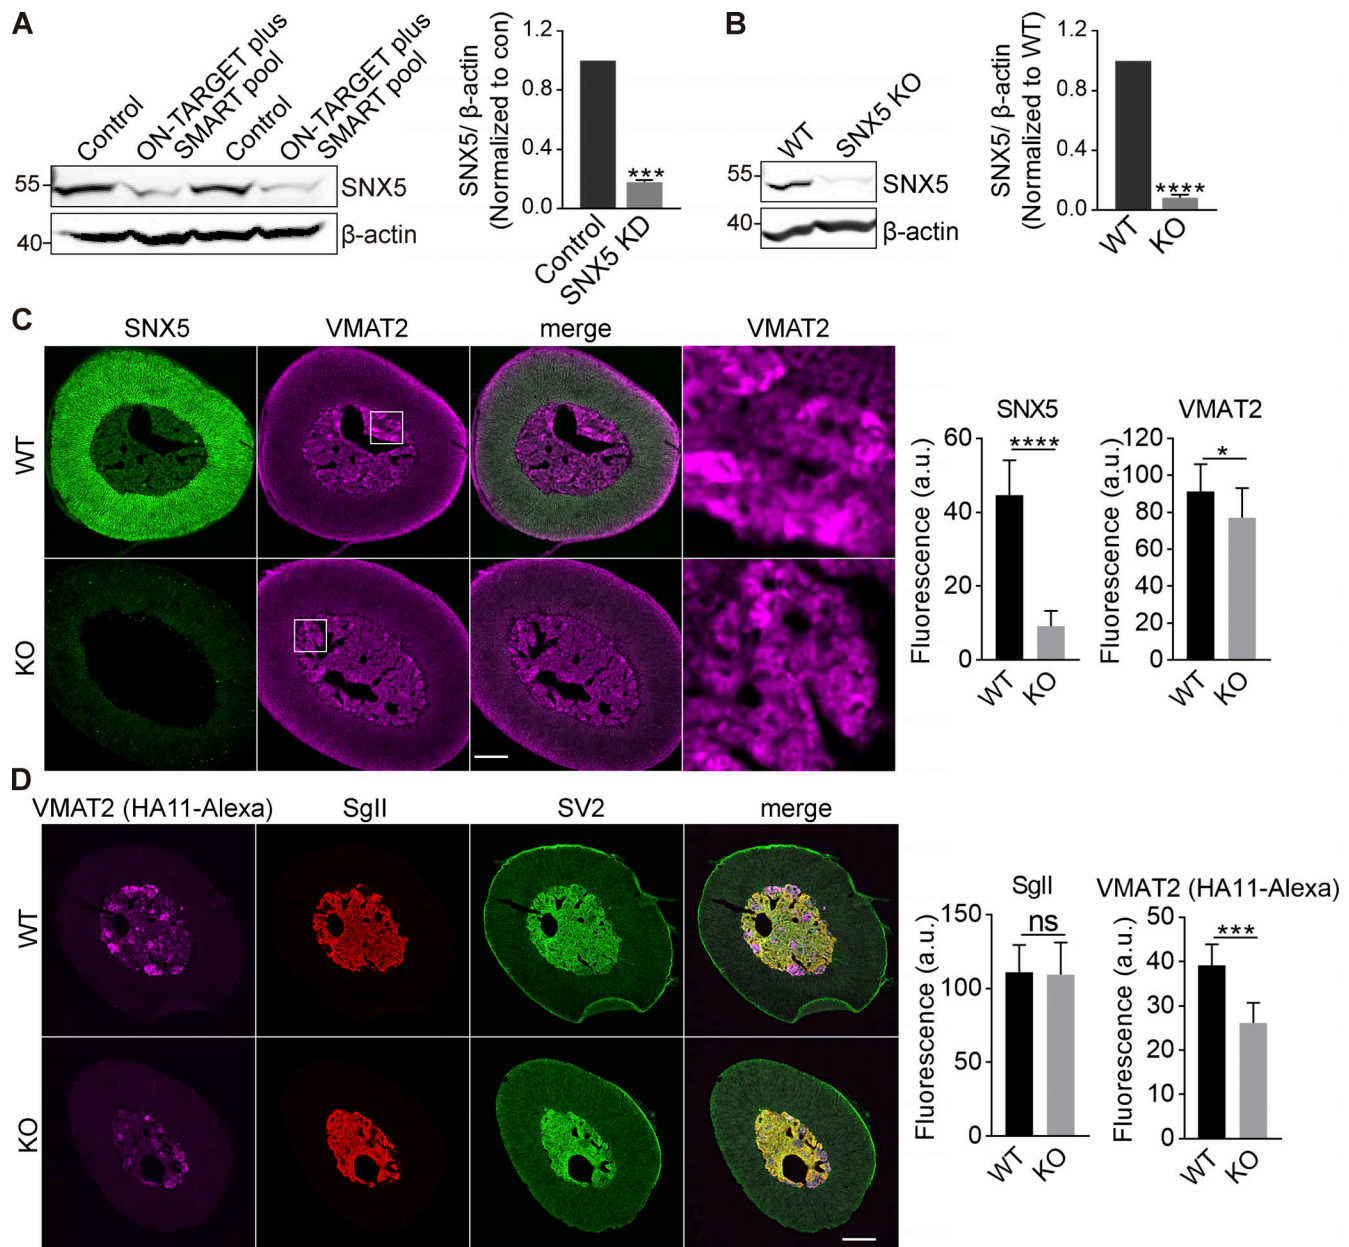 A
Control
ON-TARGET plus
SMART pool
Control
ON-TARGET plus
SMART pool
55
SNX5
40
β-actin
SNX5/ β-actin
(Normalized to con)
1.2
0.8
0.4
0.0
***
Control
SNX5 KD
B
WT
SNX5 KO
55
SNX5
40
β-actin
SNX5/ β-actin
(Normalized to WT)
1.2
0.8
0.4
0.0
****
WT
KO
C
SNX5
VMAT2
merge
VMAT2
WT
KO
SNX5
Fluorescence (a.u.)
60
40
20
0
****
WT
KO
VMAT2
Fluorescence (a.u.)
120
100
80
60
40
20
0
*
WT
KO
D
VMAT2 (HA11-Alexa)
SgII
SV2
merge
WT
KO
SgII
Fluorescence (a.u.)
150
100
50
0
ns
WT
KO
VMAT2 (HA11-Alexa)
Fluorescence (a.u.)
50
40
30
20
10
0
***
WT
KO